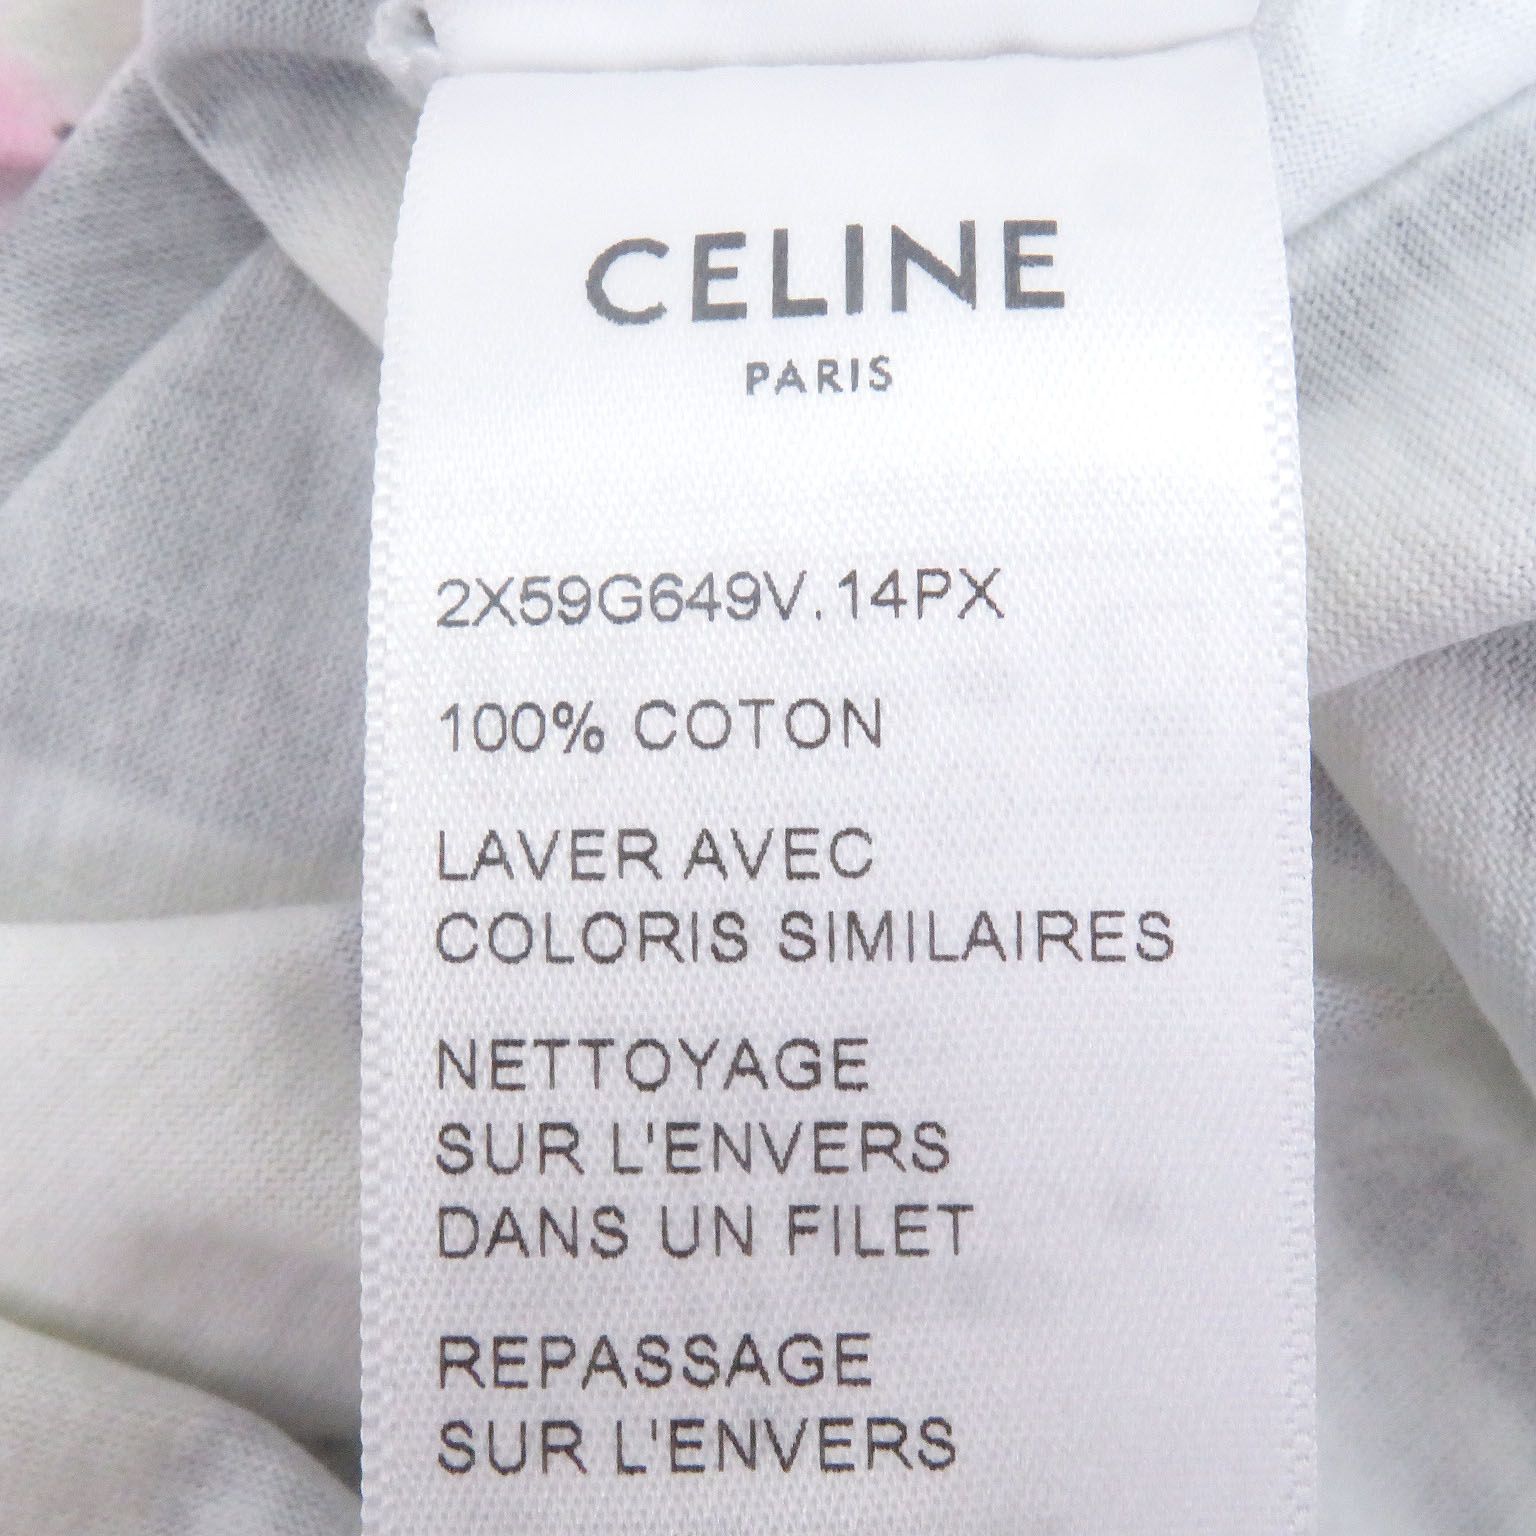 CELINE
PARIS
2X59G649V.14PX
100% COTON
LAVER AVEC
COLORIS SIMILAIRES
NETTOYAGE
SUR L'ENVERS
DANS UN FILET
REPASSAGE
SUR L'ENVERS